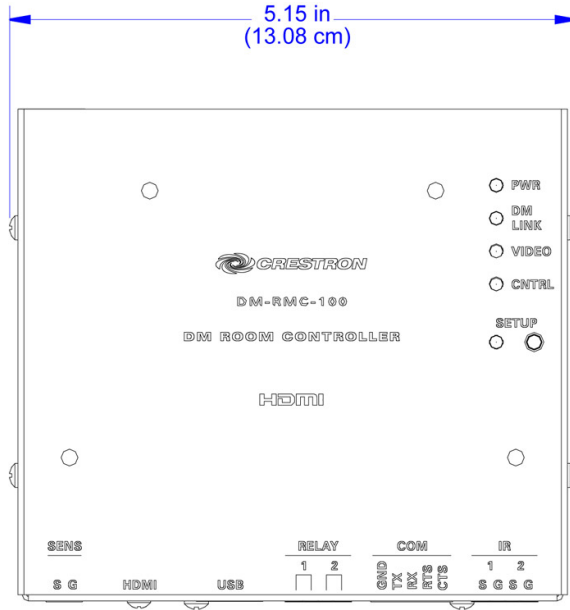 5.15 in
(13.08 cm)
PWR
DM
LINK
VIDEO
CRESTRON
CNTRL
DM-RMC-100
SETUP
DM ROOM CONTROLLER
HDMI
SENS
RELAY
COM
IR
1 2
1 2
GND
TX
RX
RTS
CTS
S G
HDMI
USB
S G S G